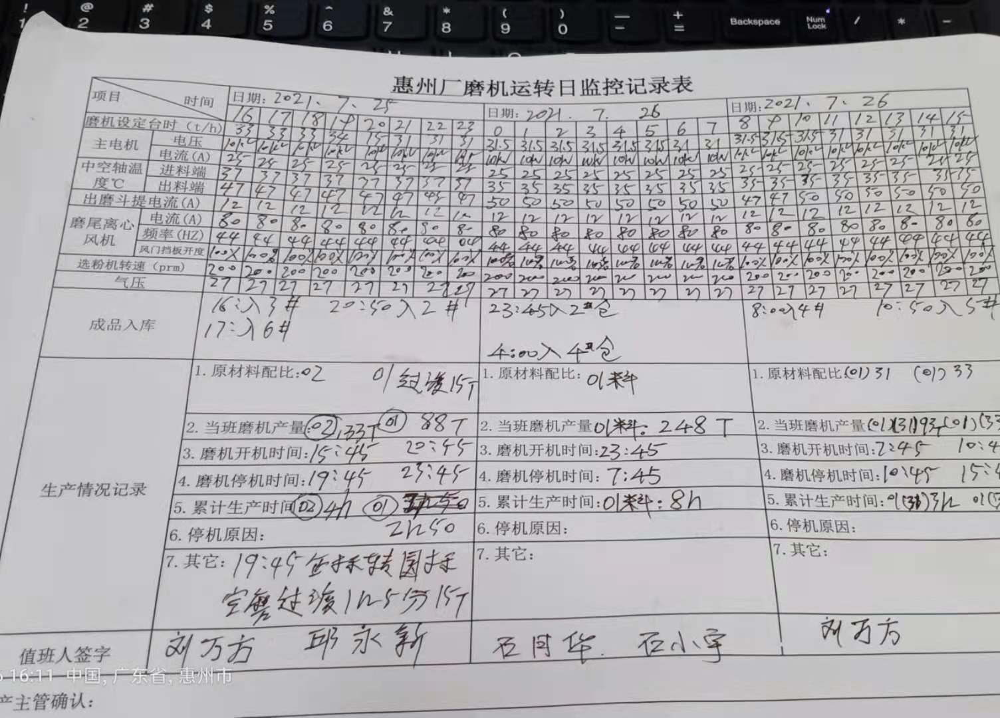 惠州厂磨机运转日监控记录表
项目 时间 日期: 2021、7、25 日期: 2021. 7. 26 日期: 2021、7、26
16 17 18 19 20 21 22 23 0 1 2 3 4 5 6 7 8 9 10 11 12 13 14 15
磨机设定台时 (t/h) 33 33 33 34 75 31 31 31 31.5 31.5 31.5 31.5 31.5 31.5 31 31 31.5 31.5 31.5 31 31 31 31 31
主电机 电压 10kV 10kV 10kV 10kV 10kV 10kV 10kV 10kV 10kV 10kV 10kV 10kV 10kV 10kV 10kV 10kV 10kV 10kV 10kV 10kV 10kV 10kV 10kV
电流(A) 25 25 25 25 25 25 25 25 25 25 25 25 25 25 25 25 25 25 25 25 25 25 25 25
中空轴温度℃ 进料端 37 37 37 37 37 37 37 37 35 35 35 35 35 35 35 35 35 35 35 35 35 35 35 35
出料端 47 47 47 47 47 47 45 47 50 50 50 50 50 50 50 50 47 47 50 50 50 50 50 50
出磨斗提电流(A) 12 12 12 12 12 12 12 12 12 12 12 12 12 12 12 12 12 12 12 12 12 12 12
磨尾离心风机 电流(A) 80 80 80 80 80 80 80 80 80 80 80 80 80 80 80 80 80 80 80 80 80 80 80 80
频率(HZ) 44 44 44 44 44 44 44 44 44 44 44 44 44 44 44 44 44 44 44 44 44 44 44
风门挡板开度 100% 100% 100% 100% 100% 100% 100% 100% 100% 100% 100% 100% 100% 100% 100% 100% 100% 100% 100% 100% 100% 100% 100% 100%
选粉机转速 (prm) 200 200 200 200 200 200 200 200 200 200 200 200 200 200 200 200 200 200 200 200 200 200 200 200
气压 27 27 27 27 27 27 27 27 27 27 27 27 27 27 27 27 27 27 27 27 27 27 27 27
成品入库 16:入3# 20:50入2# 23:45入2#仓 8:00入4# 10:50入5#
17:入6#
4:00入4#仓
生产情况记录
1. 原材料配比: 02 01过渡15T 1. 原材料配比: 01料 1. 原材料配比: (01)31 (01)33
2. 当班磨机产量: 02 133T 01 88T 2. 当班磨机产量 01料: 248T 2. 当班磨机产量 (01)(31)93 (01)(33
3. 磨机开机时间: 15:45 20:45 3. 磨机开机时间: 23:45 3. 磨机开机时间: 7:45 10:4
4. 磨机停机时间: 19:45 23:45 4. 磨机停机时间: 7:45 4. 磨机停机时间: 10:45 15:4
5. 累计生产时间 02 4h 01 5. 累计生产时间: 01料: 8h 5. 累计生产时间: 01(31)3h 01(3
2h50
6. 停机原因: 6. 停机原因: 6. 停机原因:
7. 其它: 19:45 转圆 7. 其它: 7. 其它:
空磨过渡1h5分15T
值班人签字 刘万方 邱永新 石月华 石小宇 刘万方
16:11 中国, 广东省, 惠州市
产主管确认:
! @ # $ % ^ & * ( ) — +
1 2 3 4 5 6 7 8 9 0 - = Backspace Num Lock / * -